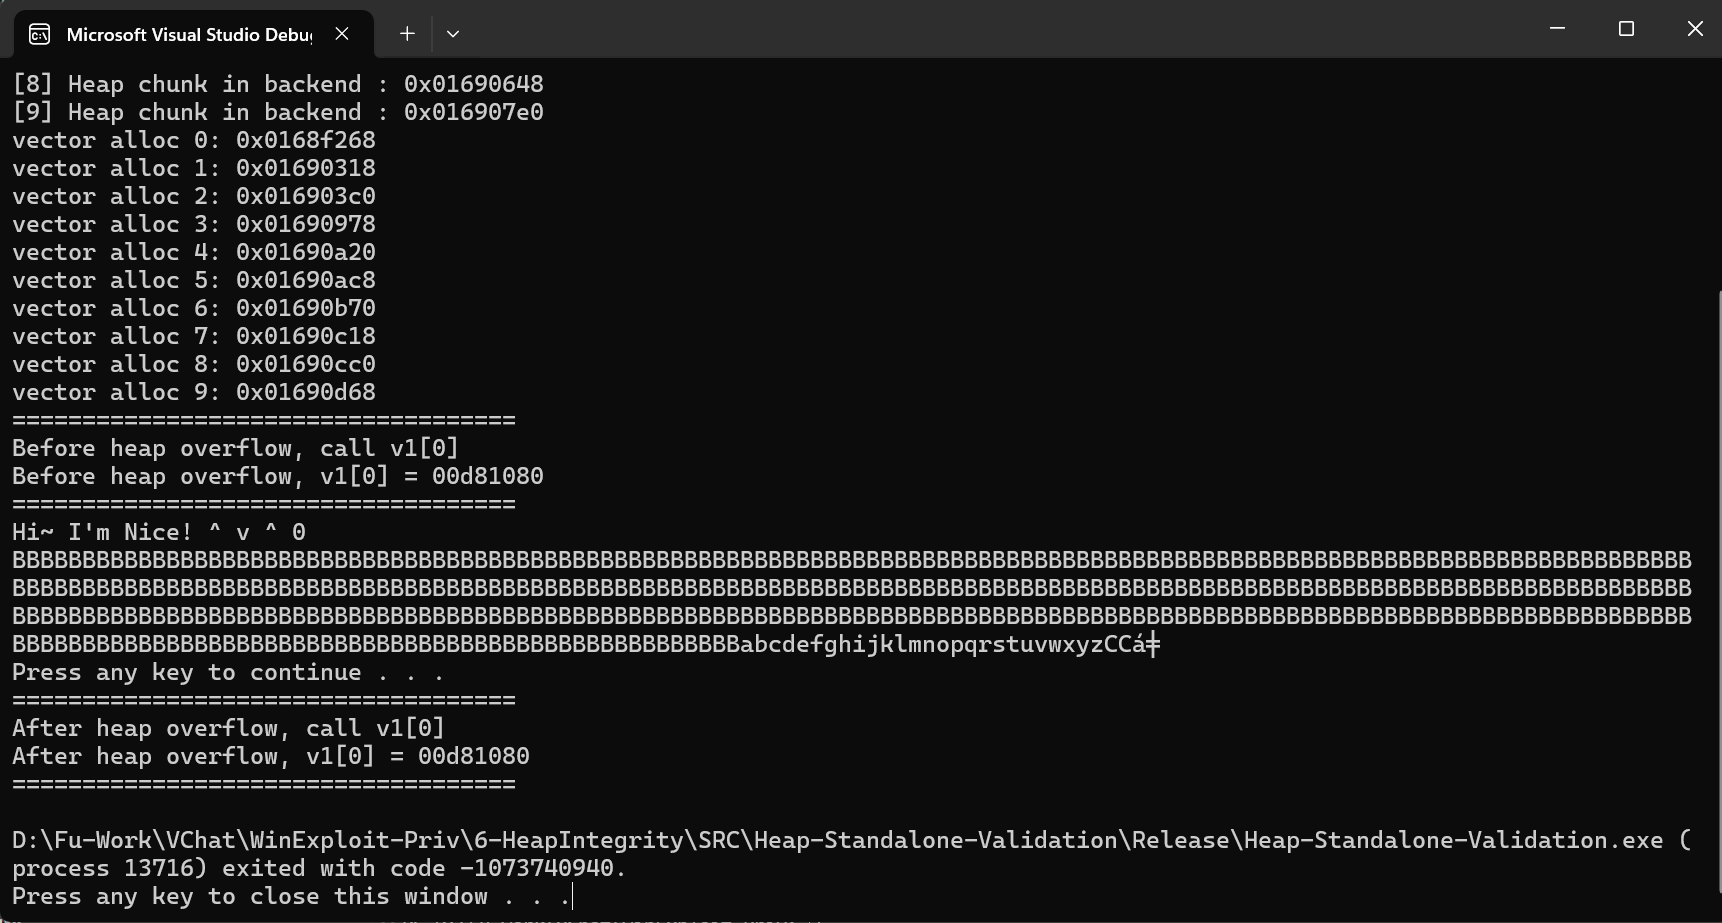 Microsoft Visual Studio Debug
[8] Heap chunk in backend : 0x01690648
[9] Heap chunk in backend : 0x016907e0
vector alloc 0: 0x0168f268
vector alloc 1: 0x01690318
vector alloc 2: 0x016903c0
vector alloc 3: 0x01690978
vector alloc 4: 0x01690a20
vector alloc 5: 0x01690ac8
vector alloc 6: 0x01690b70
vector alloc 7: 0x01690c18
vector alloc 8: 0x01690cc0
vector alloc 9: 0x01690d68
====================================
Before heap overflow, call v1[0]
Before heap overflow, v1[0] = 00d81080
====================================
Hi~ I'm Nice! ^ v ^ 0
BBBBBBBBBBBBBBBBBBBBBBBBBBBBBBBBBBBBBBBBBBBBBBBBBBBBBBBBBBBBBBBBBBBBBBBBBBBBBBBBBBBBBBBBBBBBBBBBBBBBBBBBBBBBBBBBBBBBBBBB
BBBBBBBBBBBBBBBBBBBBBBBBBBBBBBBBBBBBBBBBBBBBBBBBBBBBBBBBBBBBBBBBBBBBBBBBBBBBBBBBBBBBBBBBBBBBBBBBBBBBBBBBBBBBBBBBBBBBBBBB
BBBBBBBBBBBBBBBBBBBBBBBBBBBBBBBBBBBBBBBBBBBBBBBBBBBBBBBBBBBBBBBBBBBBBBBBBBBBBBBBBBBBBBBBBBBBBBBBBBBBBBBBBBBBBBBBBBBBBBBB
BBBBBBBBBBBBBBBBBBBBBBBBBBBBBBBBBBBBBBBBBBBBBBBBBBBBabcdefghijklmnopqrstuvwxyzCCá╪
Press any key to continue . . .
====================================
After heap overflow, call v1[0]
After heap overflow, v1[0] = 00d81080
====================================
D:\Fu-Work\VChat\WinExploit-Priv\6-HeapIntegrity\SRC\Heap-Standalone-Validation\Release\Heap-Standalone-Validation.exe (
process 13716) exited with code -1073740940.
Press any key to close this window . . .